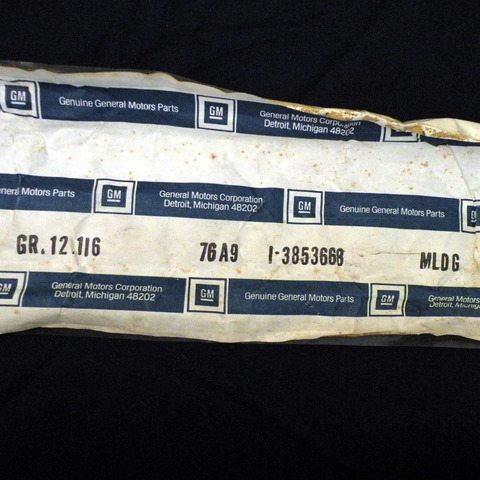 GM Genuine General Motors Parts GM General Motors Corporation
Detroit, Michigan 48202
General Motors Parts GM General Motors Corporation
Detroit, Michigan 48202 GM Genuine General Motors Parts
GR. 12.116 76A9 1-3853668 MLDG
GM General Motors Corporation
Detroit, Michigan 48202 GM Genuine General Motors Parts GM General Motors
Detroit, Michigan